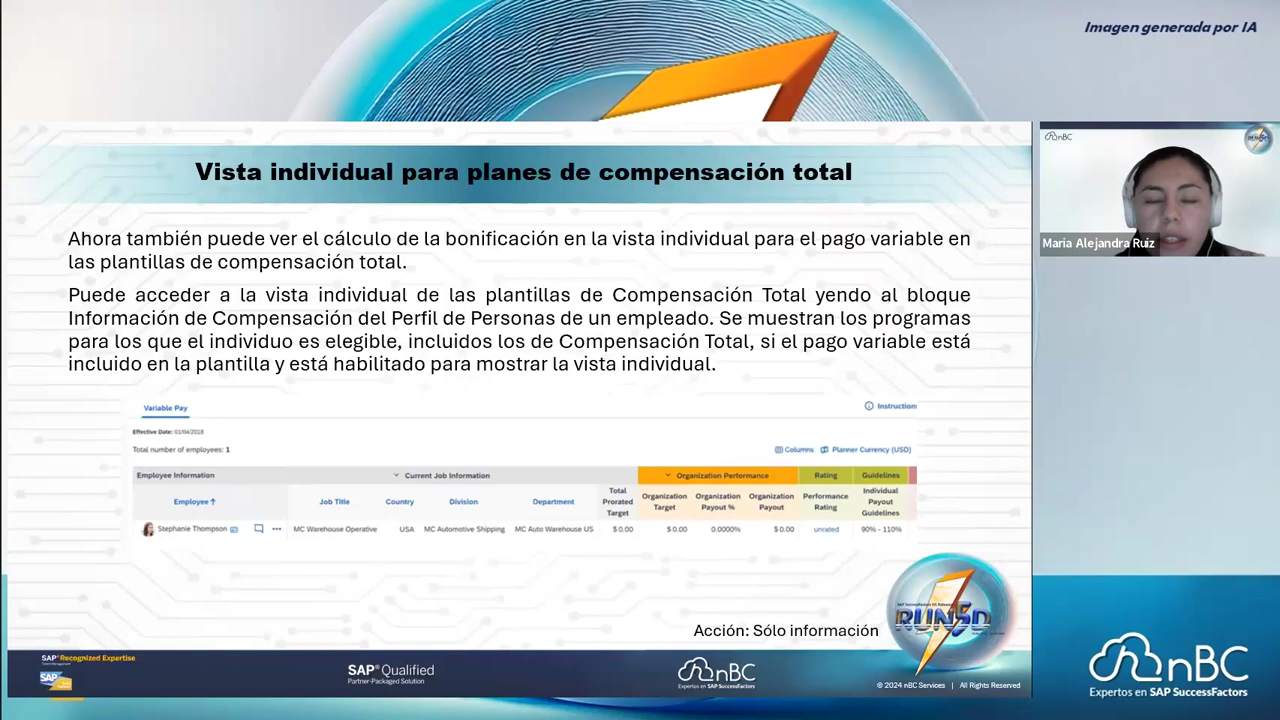 Imagen generada por IA
nBC
Maria Alejandra Ruiz
Vista individual para planes de compensación total
Ahora también puede ver el cálculo de la bonificación en la vista individual para el pago variable en
las plantillas de compensación total.
Puede acceder a la vista individual de las plantillas de Compensación Total yendo al bloque
Información de Compensación del Perfil de Personas de un empleado. Se muestran los programas
para los que el individuo es elegible, incluidos los de Compensación Total, si el pago variable está
incluido en la plantilla y está habilitado para mostrar la vista individual.
Variable Pay
Instruction
Effective Date: 01/04/2018
Total number of employees: 1
Columns Planner Currency (USD)
Employee Information Current Job Information Organization Performance Rating Guidelines
Employee Job Title Country Division Department Total Prorated Target Organization Target Organization Payout % Organization Payout Performance Rating Individual Payout Guidelines
Stephanie Thompson MC Warehouse Operative USA MC Automotive Shipping MC Auto Warehouse US $ 0.00 $ 0.00 0.0000% $ 0.00 unrated 90% - 110%
RUN5D
Acción: Sólo información
SAP® Recognized Expertise
SAP
SAP® Qualified
Partner-Packaged Solution
nBC
Expertos en SAP SuccessFactors
© 2024 nBC Services | All Rights Reserved
nBC
Expertos en SAP SuccessFactors